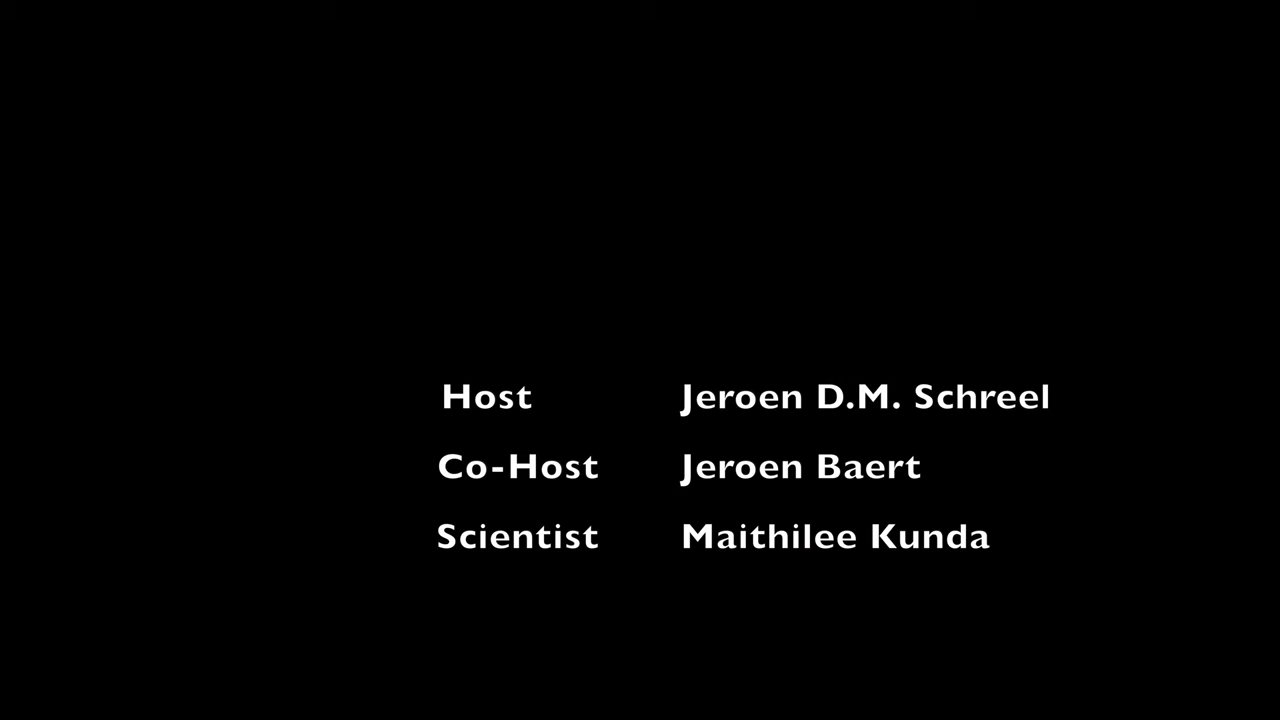 Host Jeroen D.M. Schreel
Co-Host Jeroen Baert
Scientist Maithilee Kunda